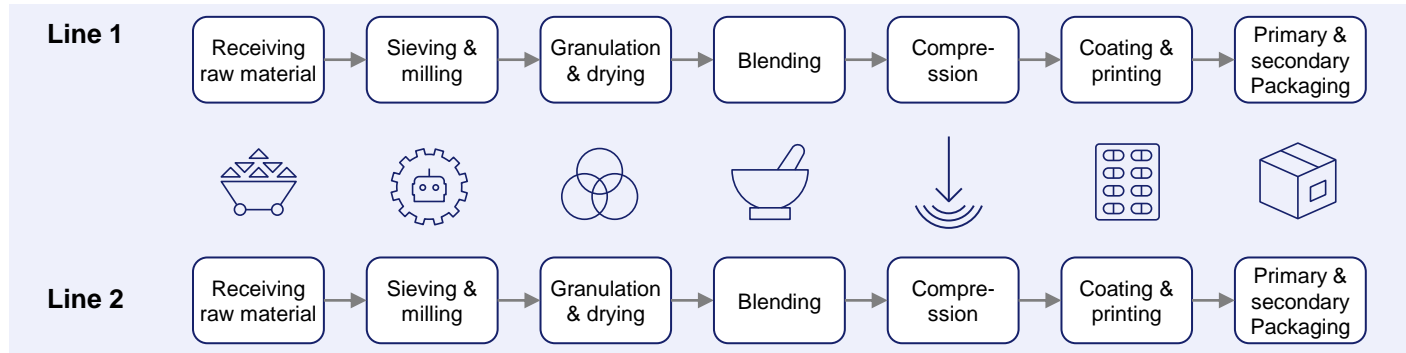 Line 1
Receiving
raw material
Sieving &
milling
Granulation
& drying
Blending
Compre-
ssion
Coating &
printing
Primary &
secondary
Packaging
Line 2
Receiving
raw material
Sieving &
milling
Granulation
& drying
Blending
Compre-
ssion
Coating &
printing
Primary &
secondary
Packaging